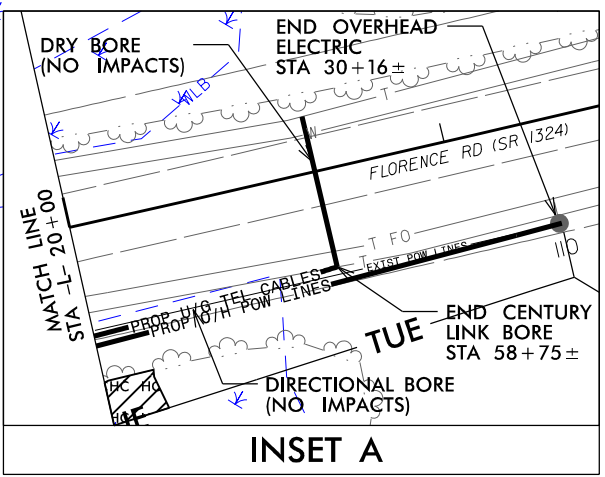 DRY BORE
(NO IMPACTS)
END OVERHEAD
ELECTRIC
STA 30+16±
WLB
T
FLORENCE RD (SR 1324)
MATCH LINE
STA -L- 20+00
T FO
T
EXIST POW LINES
110
PROP U/G TEL CABLES
PROP O/H POW LINES
END CENTURY
LINK BORE
STA 58+75±
TUE
DIRECTIONAL BORE
(NO IMPACTS)
HC HC
INSET A